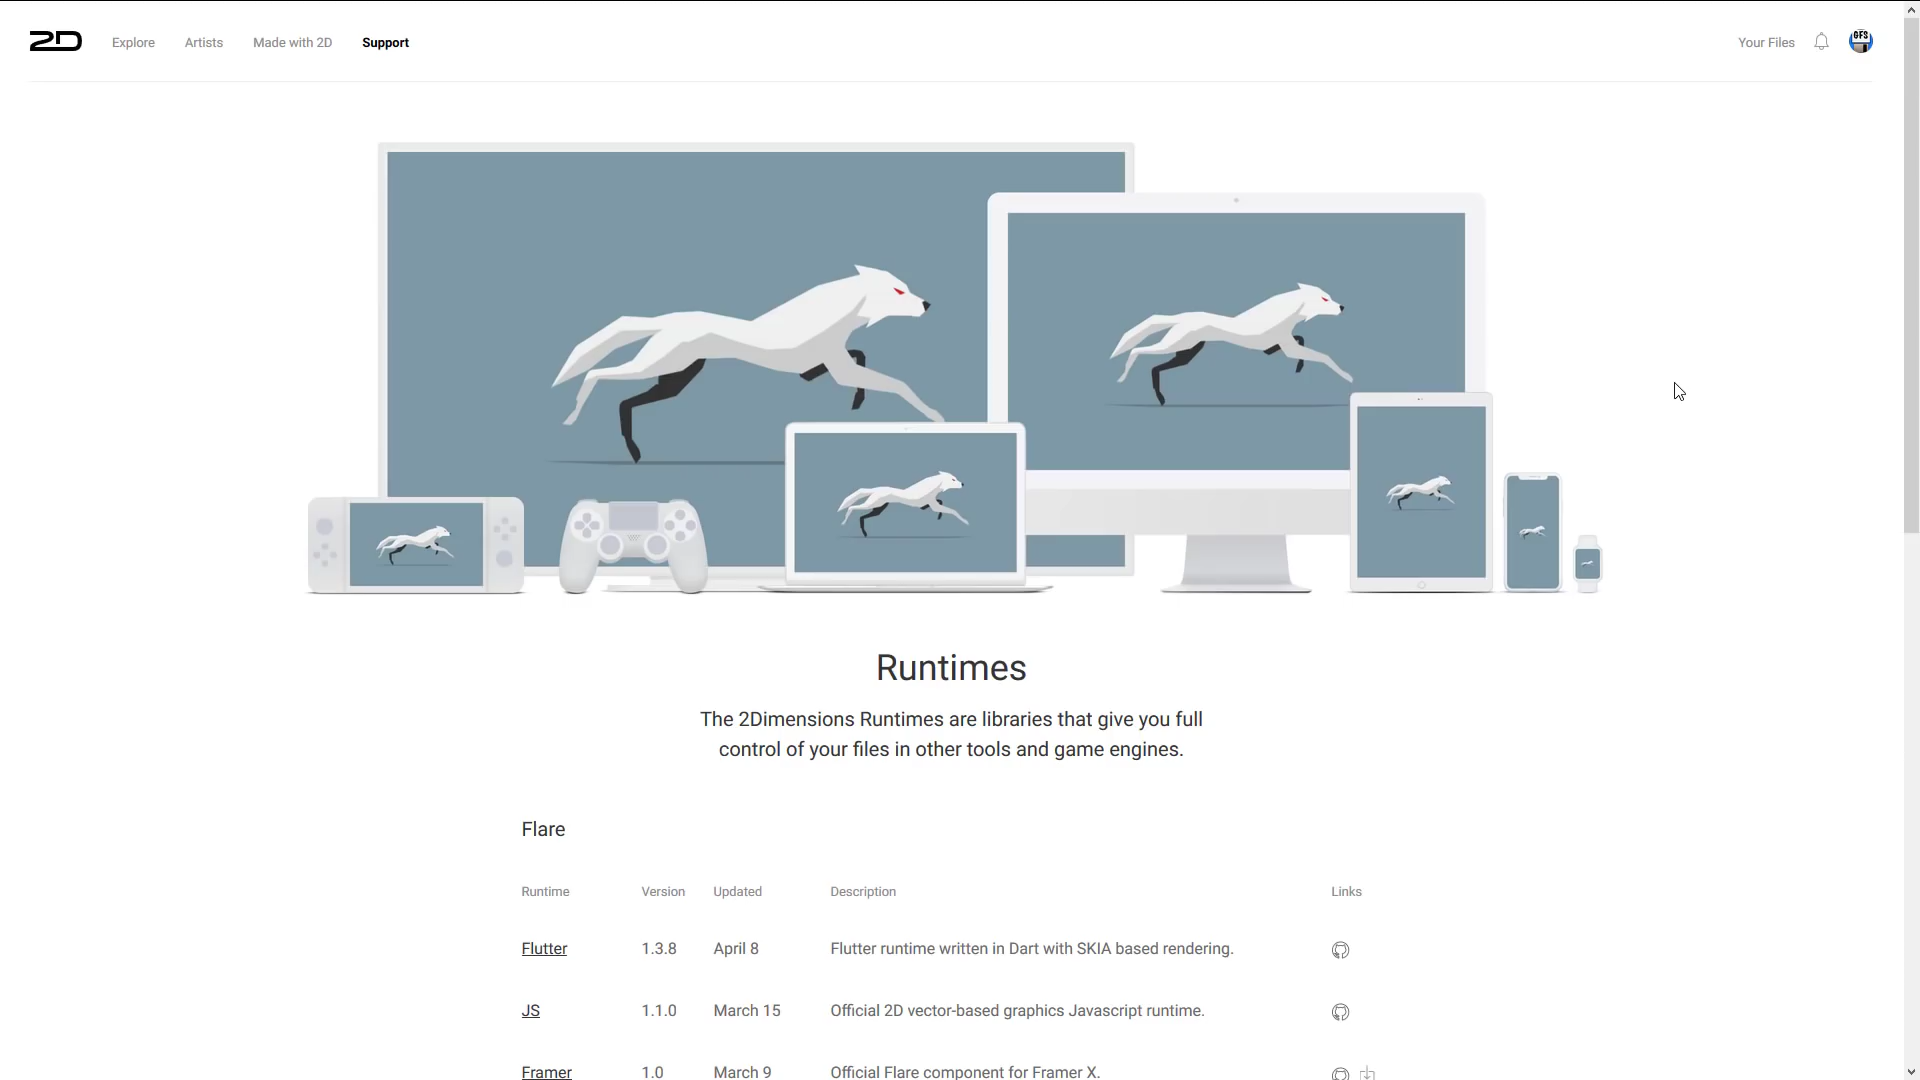 2D Explore Artists Made with 2D Support Your Files GFS
Runtimes
The 2Dimensions Runtimes are libraries that give you full
control of your files in other tools and game engines.
Flare
Runtime Version Updated Description Links
Flutter 1.3.8 April 8 Flutter runtime written in Dart with SKIA based rendering.
JS 1.1.0 March 15 Official 2D vector-based graphics Javascript runtime.
Framer 1.0 March 9 Official Flare component for Framer X.